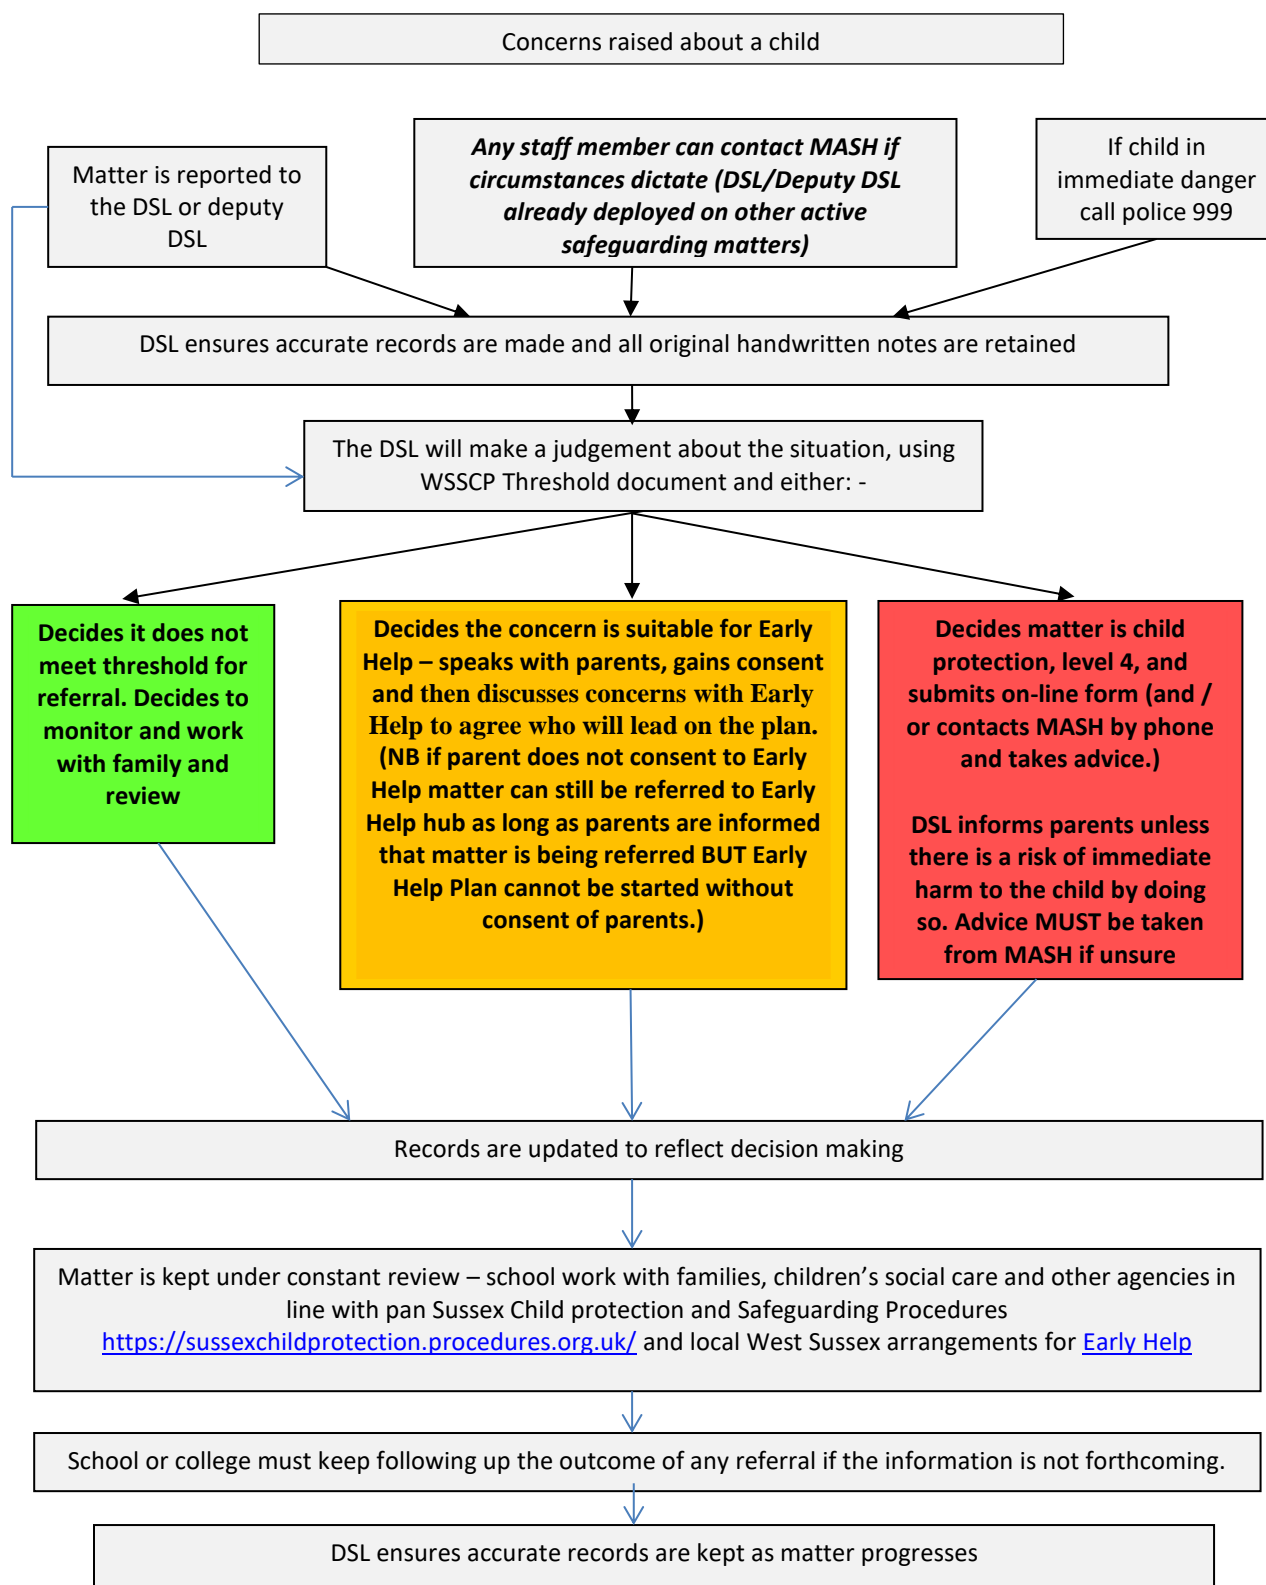 Concerns raised about a child
Matter is reported to
the DSL or deputy
DSL
Any staff member can contact MASH if
circumstances dictate (DSL/Deputy DSL
already deployed on other active
safeguarding matters)
If child in
immediate danger
call police 999
DSL ensures accurate records are made and all original handwritten notes are retained
The DSL will make a judgement about the situation, using
WSSCP Threshold document and either: -
Decides it does not
meet threshold for
referral. Decides to
monitor and work
with family and
review
Decides the concern is suitable for Early
Help – speaks with parents, gains consent
and then discusses concerns with Early
Help to agree who will lead on the plan.
(NB if parent does not consent to Early
Help matter can still be referred to Early
Help hub as long as parents are informed
that matter is being referred BUT Early
Help Plan cannot be started without
consent of parents.)
Decides matter is child
protection, level 4, and
submits on-line form (and /
or contacts MASH by phone
and takes advice.)
DSL informs parents unless
there is a risk of immediate
harm to the child by doing
so. Advice MUST be taken
from MASH if unsure
Records are updated to reflect decision making
Matter is kept under constant review – school work with families, children’s social care and other agencies in
line with pan Sussex Child protection and Safeguarding Procedures
https://sussexchildprotection.procedures.org.uk/ and local West Sussex arrangements for Early Help
School or college must keep following up the outcome of any referral if the information is not forthcoming.
DSL ensures accurate records are kept as matter progresses